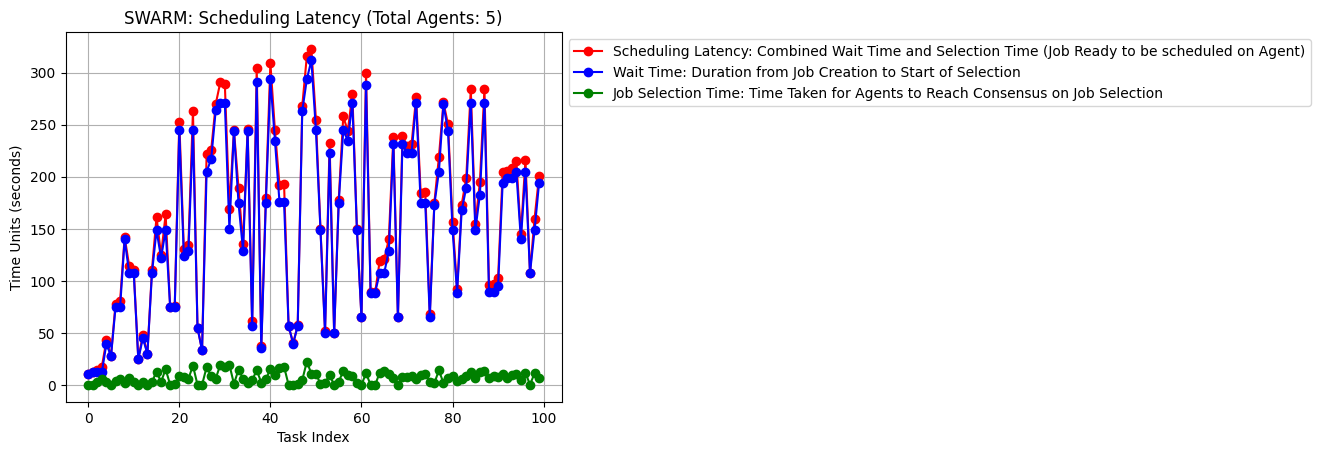 SWARM: Scheduling Latency (Total Agents: 5)
Scheduling Latency: Combined Wait Time and Selection Time (Job Ready to be scheduled on Agent)
Wait Time: Duration from Job Creation to Start of Selection
Job Selection Time: Time Taken for Agents to Reach Consensus on Job Selection
Time Units (seconds)
300
250
200
150
100
50
0
0 20 40 60 80 100
Task Index